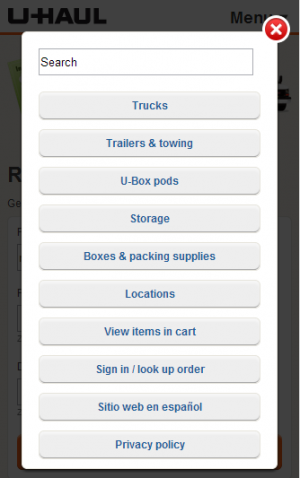 U-HAUL Menu
Search
Trucks
Trailers & towing
U-Box pods
Storage
Boxes & packing supplies
Locations
View items in cart
Sign in / look up order
Sitio web en español
Privacy policy